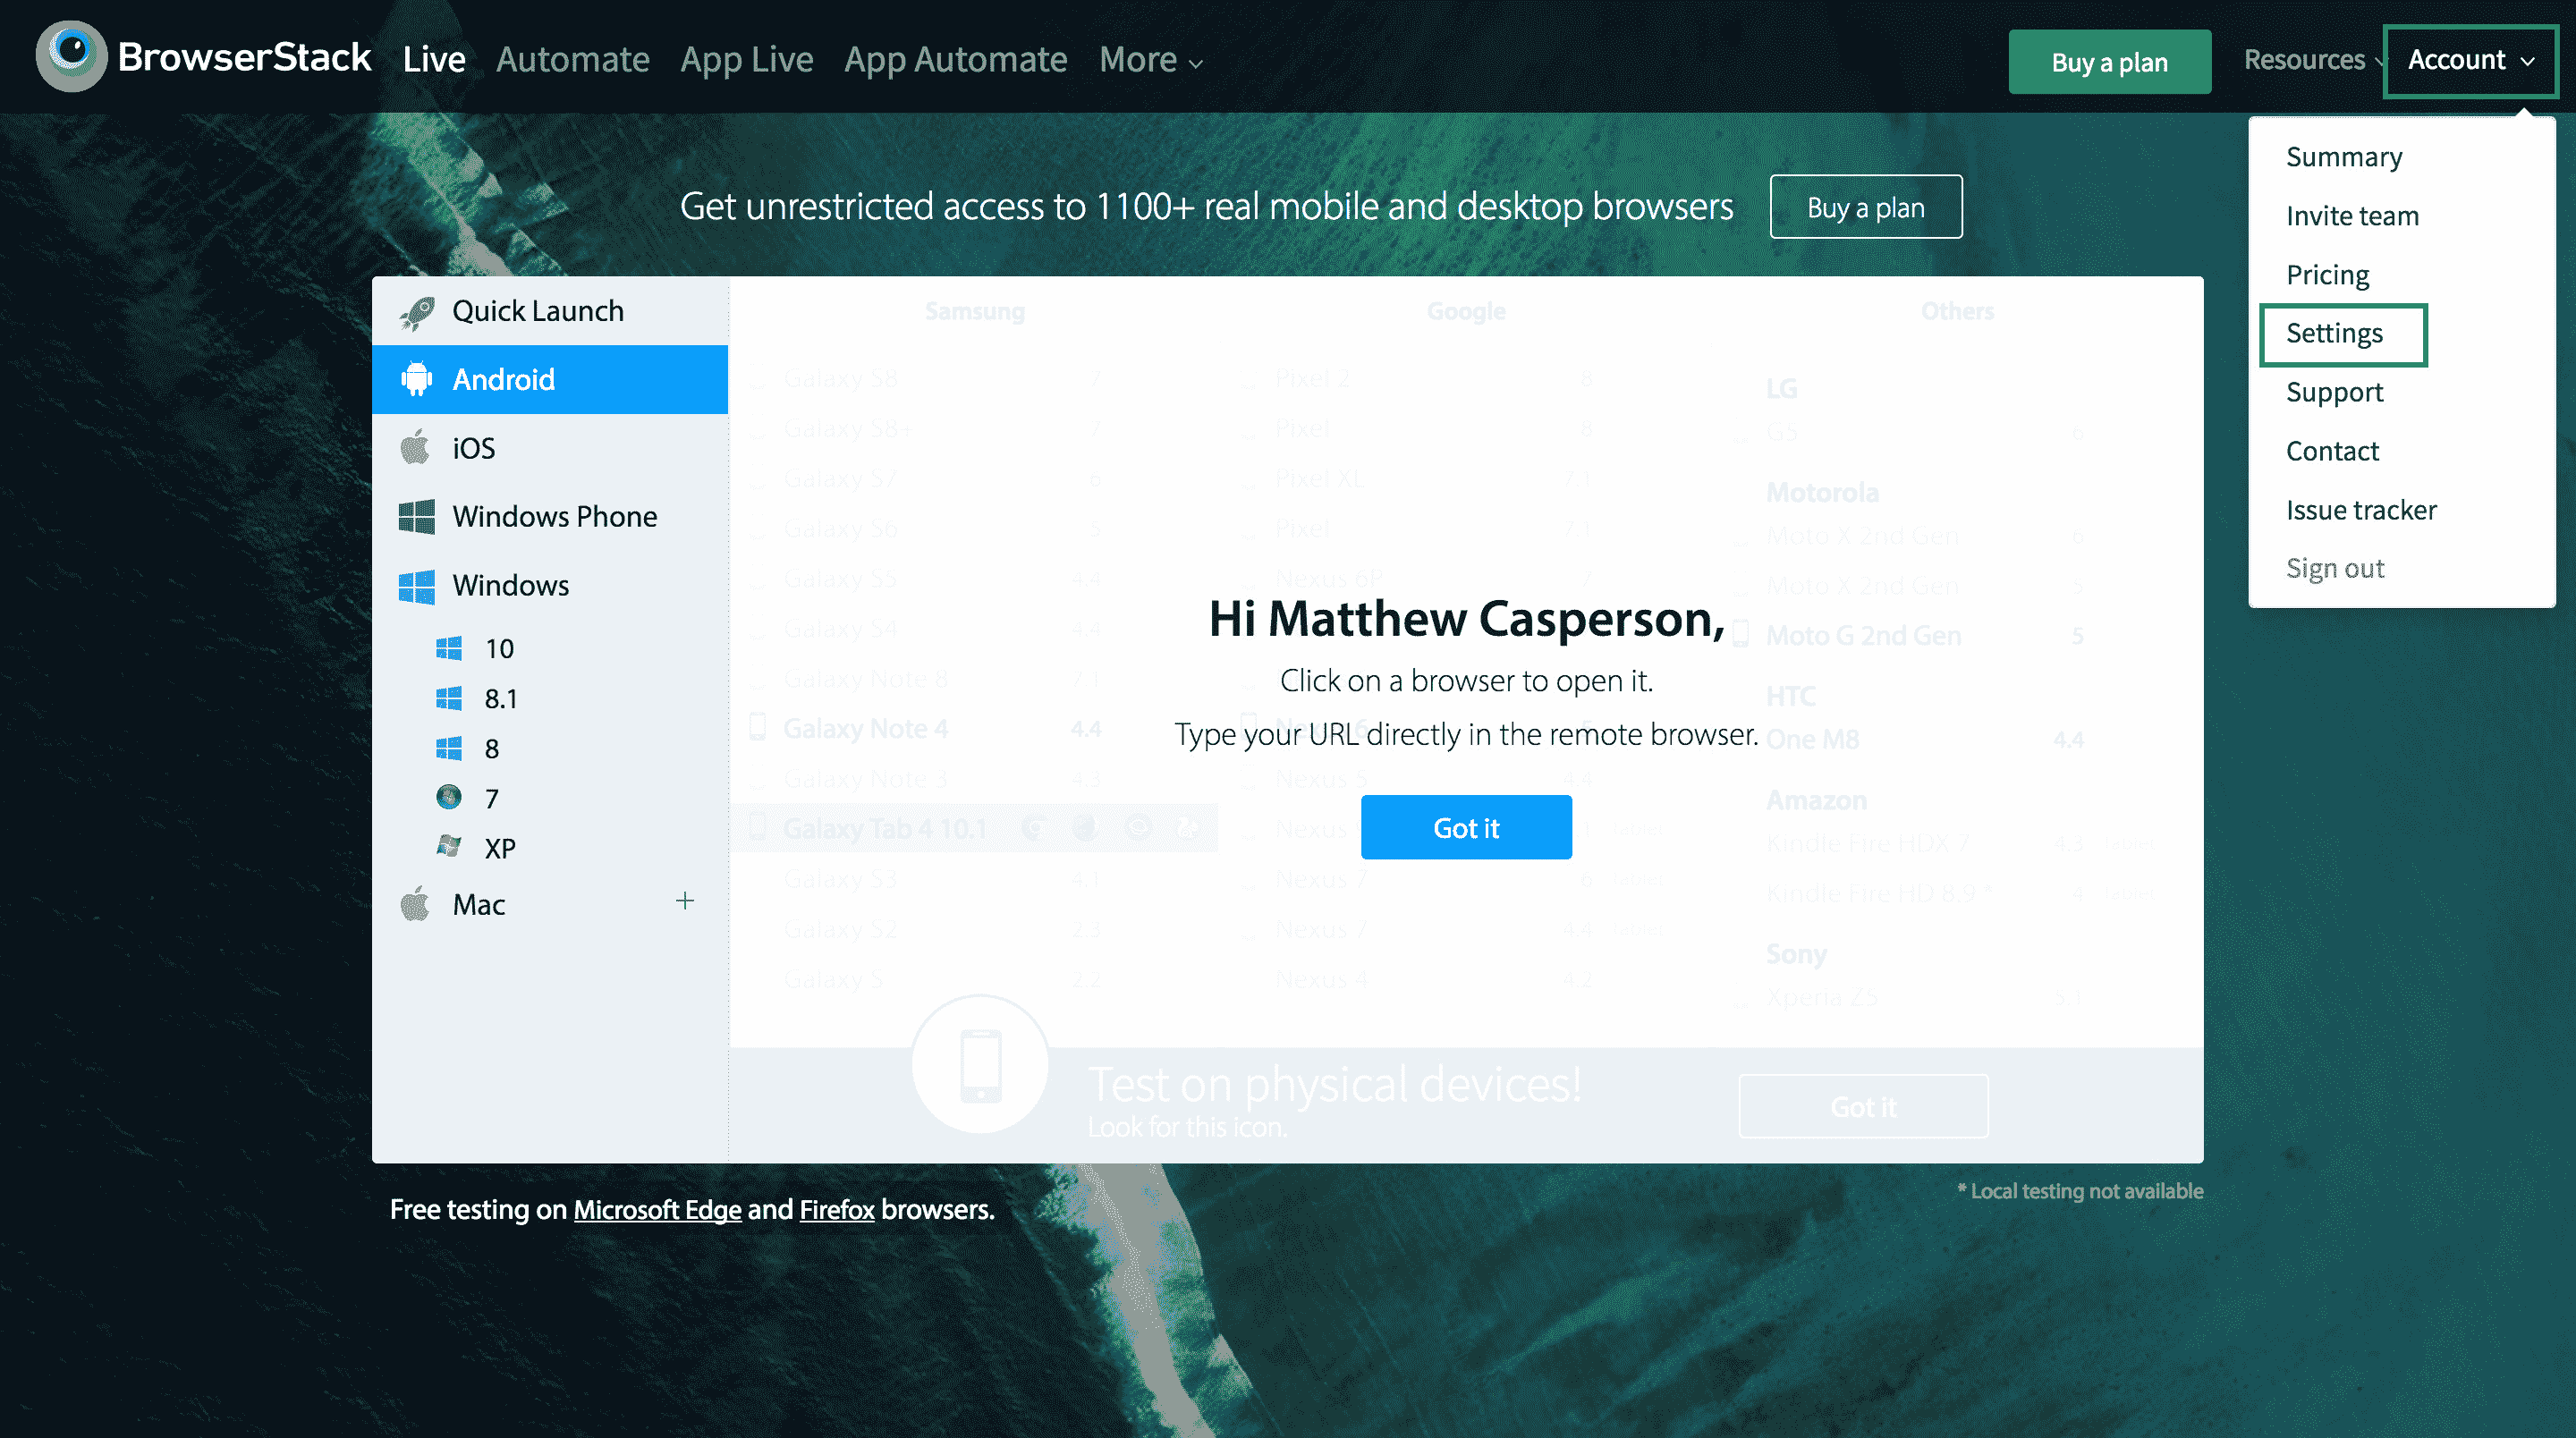 BrowserStack Live Automate App Live App Automate More Buy a plan Resources Account
Summary
Invite team
Pricing
Settings
Support
Contact
Issue tracker
Sign out
Get unrestricted access to 1100+ real mobile and desktop browsers Buy a plan
Quick Launch
Android
iOS
Windows Phone
Windows
10
8.1
8
7
XP
Mac +
Samsung
Galaxy S8 7
Galaxy S8+ 7
Galaxy S7 6
Galaxy S6 5
Galaxy S5 4.4
Galaxy S4 4.4
Galaxy Note 8 7.1
Galaxy Note 4 4.4
Galaxy Note 3 4.3
Galaxy Tab 4 10.1
Galaxy S3 4.1
Galaxy S2 2.3
Galaxy S 2.2
Google
Pixel 2 8
Pixel 8
Pixel XL 7.1
Pixel 7.1
Nexus 6P 7
Nexus 6 5
Nexus 5 4.4
Nexus
Nexus 7 6 Tablet
Nexus 7 4.4 Tablet
Nexus 4 4.2
Others
LG
G5 6
Motorola
Moto X 2nd Gen 6
Moto X 2nd Gen 5
Moto G 2nd Gen 5
HTC
One M8 4.4
Amazon
Kindle Fire HDX 7 4.3 Tablet
Kindle Fire HD 8.9 * 4 Tablet
Sony
Xperia Z5 5.1
Hi Matthew Casperson,
Click on a browser to open it.
Type your URL directly in the remote browser.
Got it
Test on physical devices!
Look for this icon.
Got it
* Local testing not available
Free testing on Microsoft Edge and Firefox browsers.